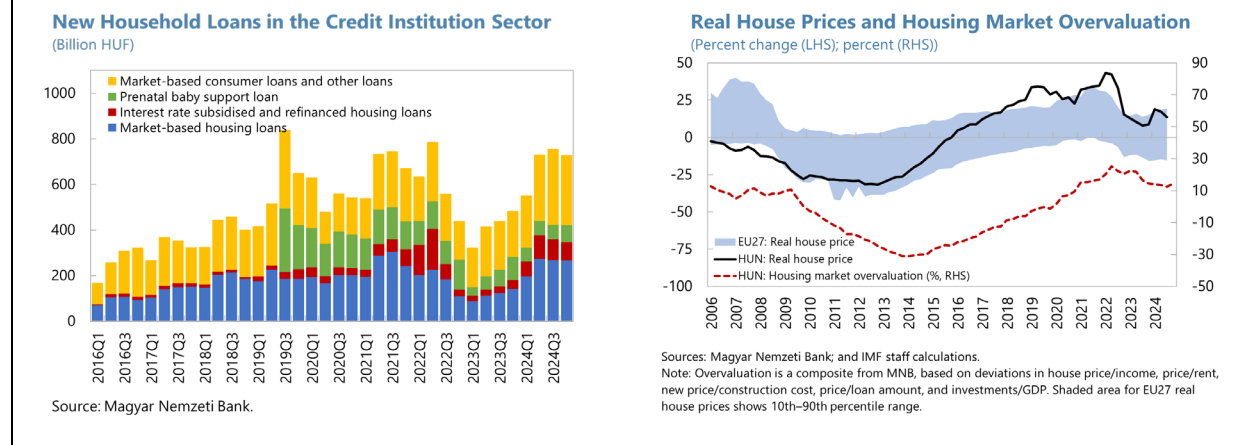 New Household Loans in the Credit Institution Sector
(Billion HUF)
Market-based consumer loans and other loans
Prenatal baby support loan
Interest rate subsidised and refinanced housing loans
Market-based housing loans
1000
800
600
400
200
0
2016Q1
2016Q3
2017Q1
2017Q3
2018Q1
2018Q3
2019Q1
2019Q3
2020Q1
2020Q3
2021Q1
2021Q3
2022Q1
2022Q3
2023Q1
2023Q3
2024Q1
2024Q3
Source: Magyar Nemzeti Bank.
Real House Prices and Housing Market Overvaluation
(Percent change (LHS); percent (RHS))
50
25
0
-25
-50
-75
-100
90
70
50
30
10
-10
-30
-50
EU27: Real house price
HUN: Real house price
HUN: Housing market overvaluation (%, RHS)
2006
2007
2008
2009
2010
2011
2012
2013
2014
2015
2016
2017
2018
2019
2020
2021
2022
2023
2024
Sources: Magyar Nemzeti Bank; and IMF staff calculations.
Note: Overvaluation is a composite from MNB, based on deviations in house price/income, price/rent,
new price/construction cost, price/loan amount, and investments/GDP. Shaded area for EU27 real
house prices shows 10th–90th percentile range.